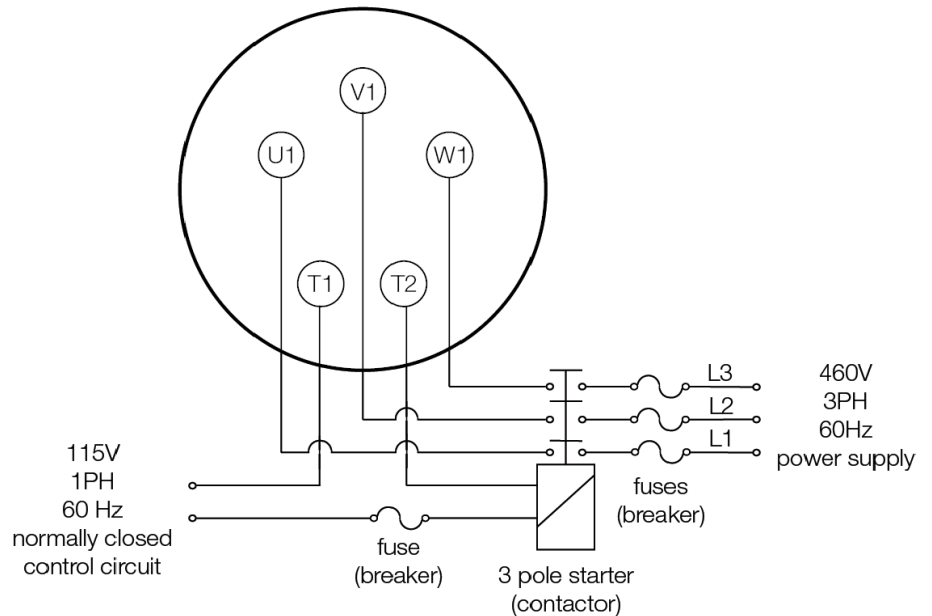 V1
U1
W1
T1
T2
L3
L2
L1
460V
3PH
60Hz
power supply
fuses
(breaker)
115V
1PH
60 Hz
normally closed
control circuit
fuse
(breaker)
3 pole starter
(contactor)